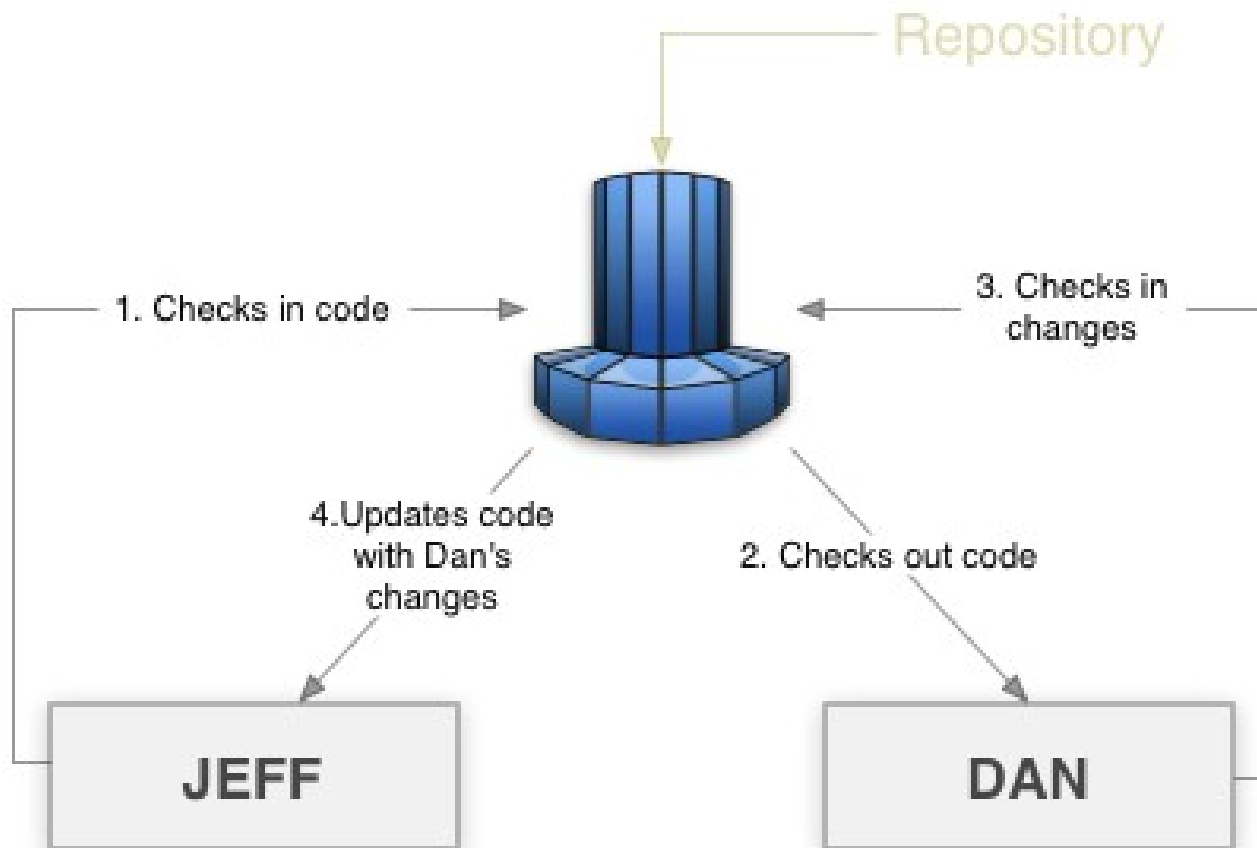 Repository
1. Checks in code
3. Checks in
changes
4.Updates code
with Dan's
changes
2. Checks out code
JEFF
DAN